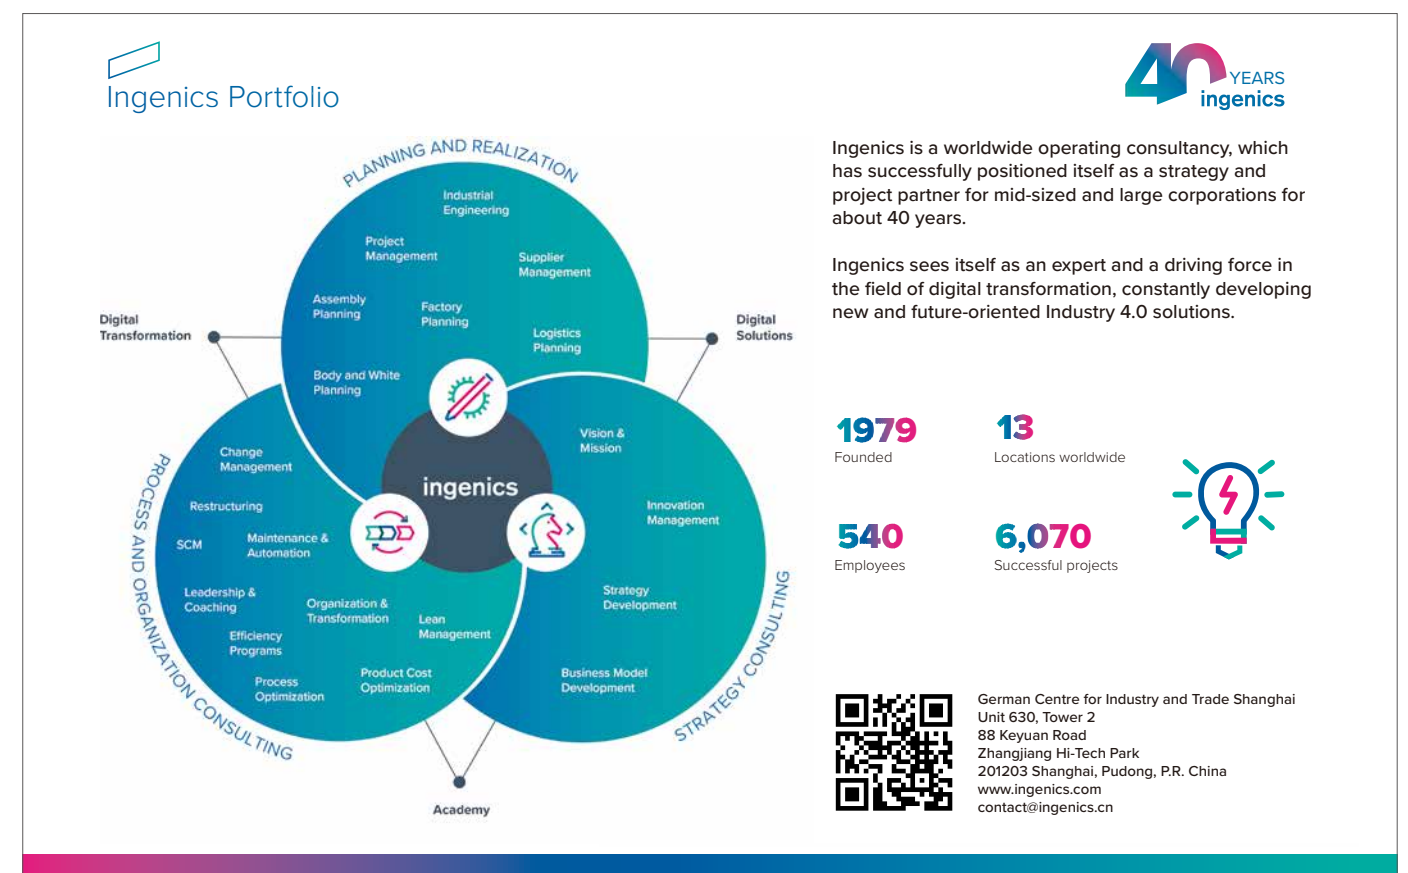 Ingenics Portfolio
40 YEARS
ingenics
PLANNING AND REALIZATION
Industrial
Engineering
Project
Management
Supplier
Management
Assembly
Planning
Factory
Planning
Logistics
Planning
Body and White
Planning
Digital
Transformation
Digital
Solutions
ingenics
PROCESS AND ORGANIZATION CONSULTING
Change
Management
Restructuring
SCM
Maintenance &
Automation
Leadership &
Coaching
Organization &
Transformation
Lean
Management
Efficiency
Programs
Process
Optimization
Product Cost
Optimization
STRATEGY CONSULTING
Vision &
Mission
Innovation
Management
Strategy
Development
Business Model
Development
Academy
Ingenics is a worldwide operating consultancy, which
has successfully positioned itself as a strategy and
project partner for mid-sized and large corporations for
about 40 years.
Ingenics sees itself as an expert and a driving force in
the field of digital transformation, constantly developing
new and future-oriented Industry 4.0 solutions.
1979
Founded
13
Locations worldwide
540
Employees
6,070
Successful projects
German Centre for Industry and Trade Shanghai
Unit 630, Tower 2
88 Keyuan Road
Zhangjiang Hi-Tech Park
201203 Shanghai, Pudong, P.R. China
www.ingenics.com
contact@ingenics.cn